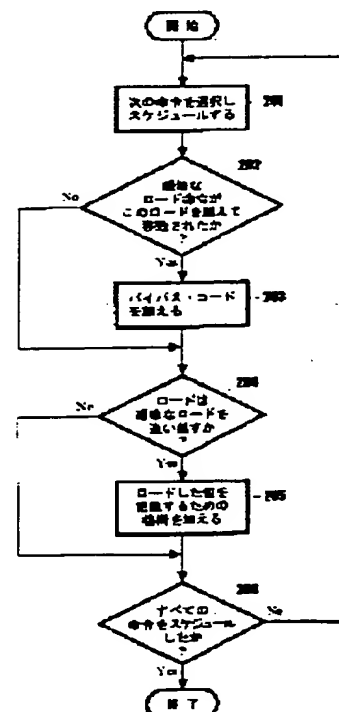 開始
次の命令を選択し
スケジュールする
201
202
ロード命令が
このロードを越えて
移動されたか
?
No
Yes
バイパス・コード
を加える
203
204
ロードは
曖昧なロードを
追い越すか
?
No
Yes
ロードした値を
記憶するための
を加える
205
206
すべての
命令をスケジュール
したか
?
No
Yes
終了